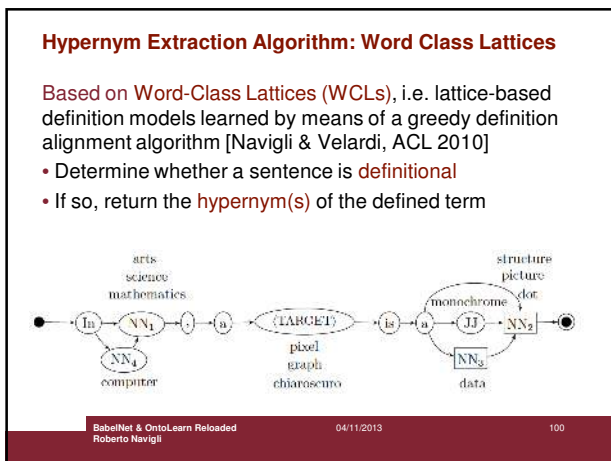 Hypernym Extraction Algorithm: Word Class Lattices
Based on Word-Class Lattices (WCLs), i.e. lattice-based
definition models learned by means of a greedy definition
alignment algorithm [Navigli & Velardi, ACL 2010]
• Determine whether a sentence is definitional
• If so, return the hypernym(s) of the defined term
arts
science
mathematics
structure
picture
dot
monochrome
In NN1 , a ⟨TARGET⟩ is a JJ NN2
NN4
NN3
computer
pixel
graph
chiaroscuro
data
BabelNet & OntoLearn Reloaded 04/11/2013 100
Roberto Navigli